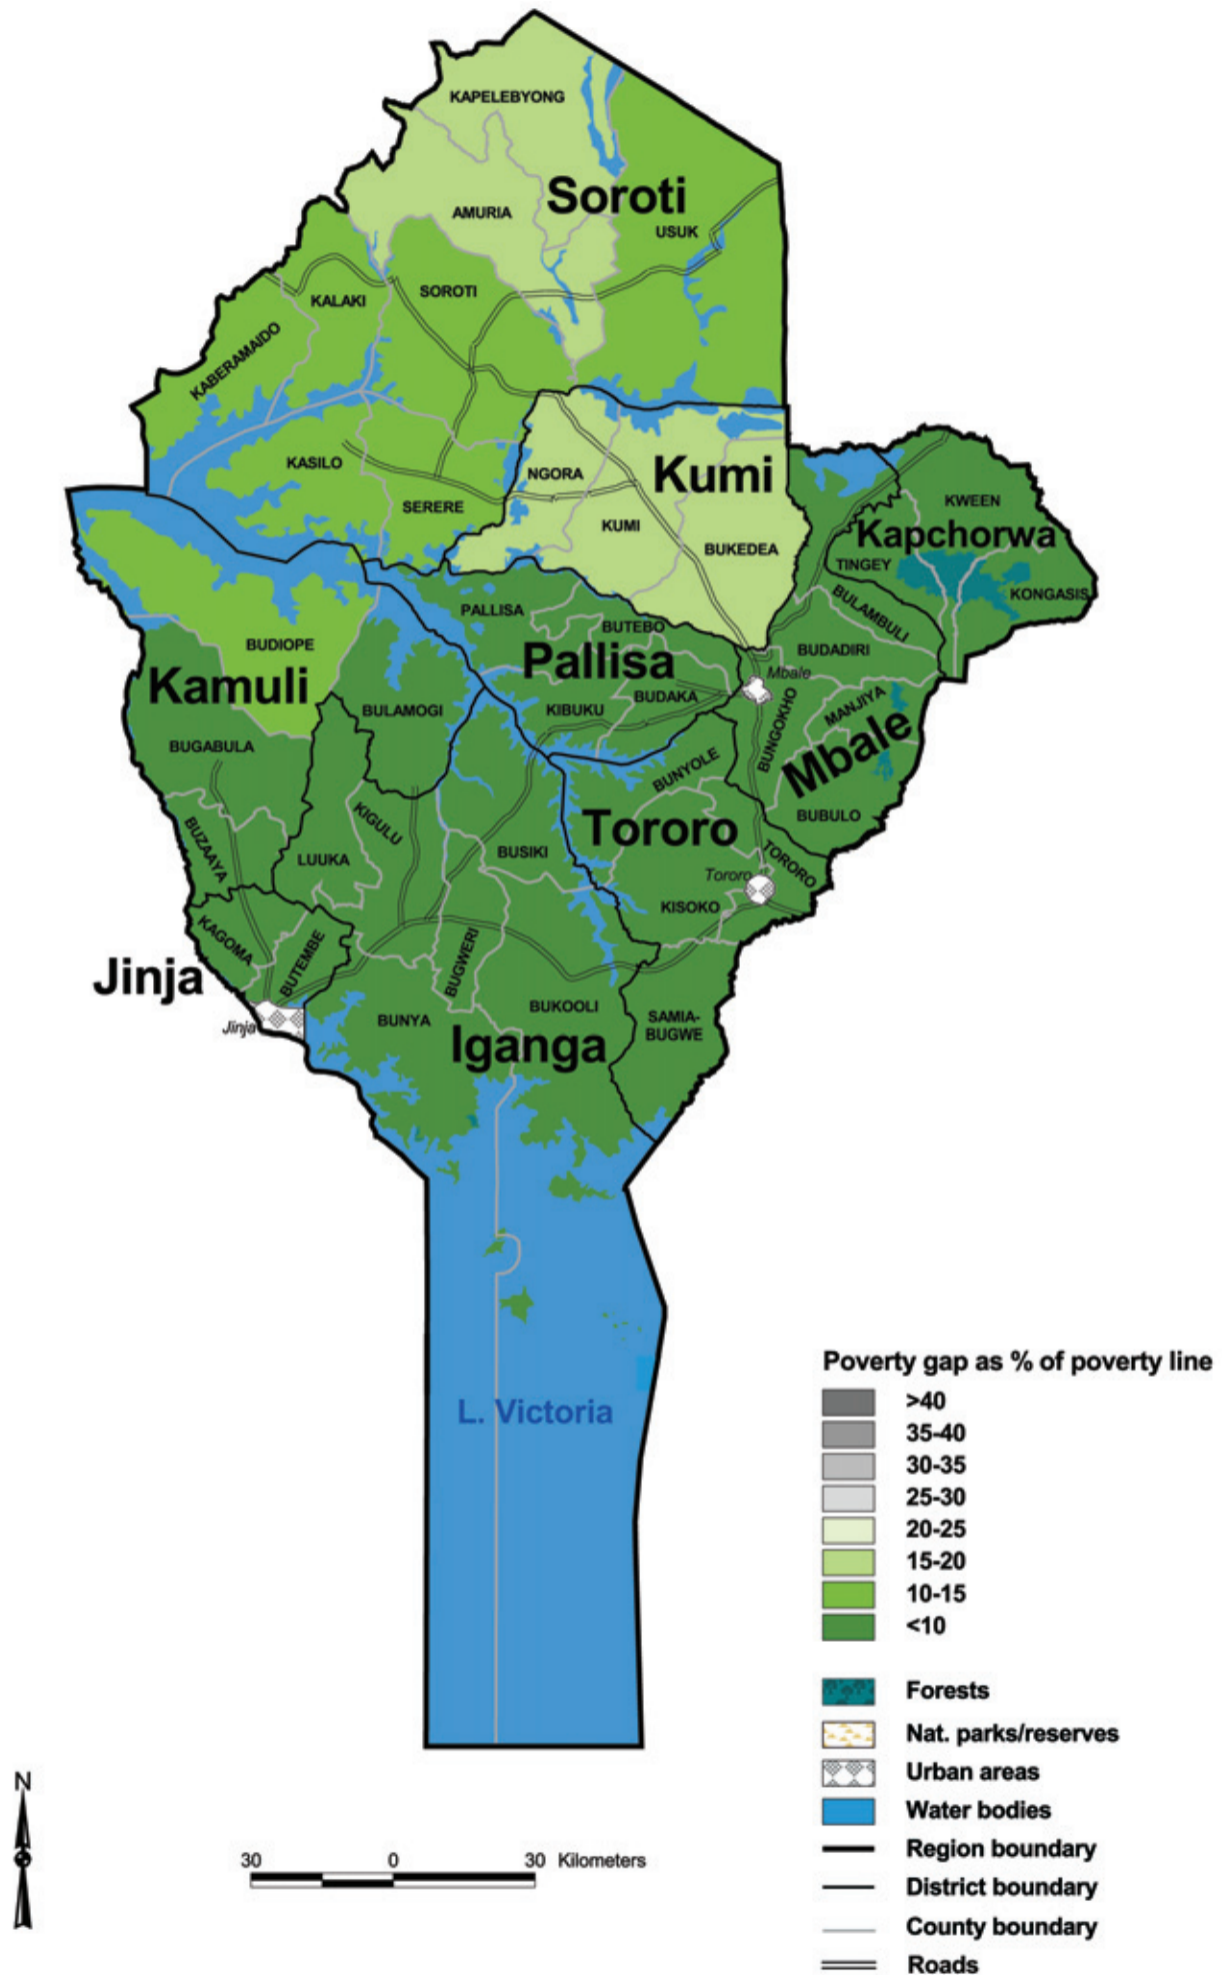 KAPELEBYONG
Soroti
AMURIA
USUK
KALAKI
SOROTI
KABERAMAIDO
KASILO
NGORA
Kumi
SERERE
KUMI
BUKEDEA
KWEEN
Kapchorwa
TINGEY
KONGASIS
BULAMBULI
PALLISA
BUTEBO
BUDIOPE
BUDADIRI
Pallisa
Mbale
Kamuli
BUDAKA
BULAMOGI
KIBUKU
MANJIYA
BUNGOKHO
Mbale
BUGABULA
BUNYOLE
Tororo
BUBULO
KIGULU
BUZAAYA
LUUKA
BUSIKI
TORORO
Tororo
KISOKO
KAGOMA
BUTEMBE
BUGWERI
Jinja
BUKOOLI
Jinja
BUNYA
SAMIA-
BUGWE
Iganga
L. Victoria
Poverty gap as % of poverty line
>40
35-40
30-35
25-30
20-25
15-20
10-15
<10
Forests
Nat. parks/reserves
Urban areas
Water bodies
Region boundary
District boundary
County boundary
Roads
N
30 0 30 Kilometers